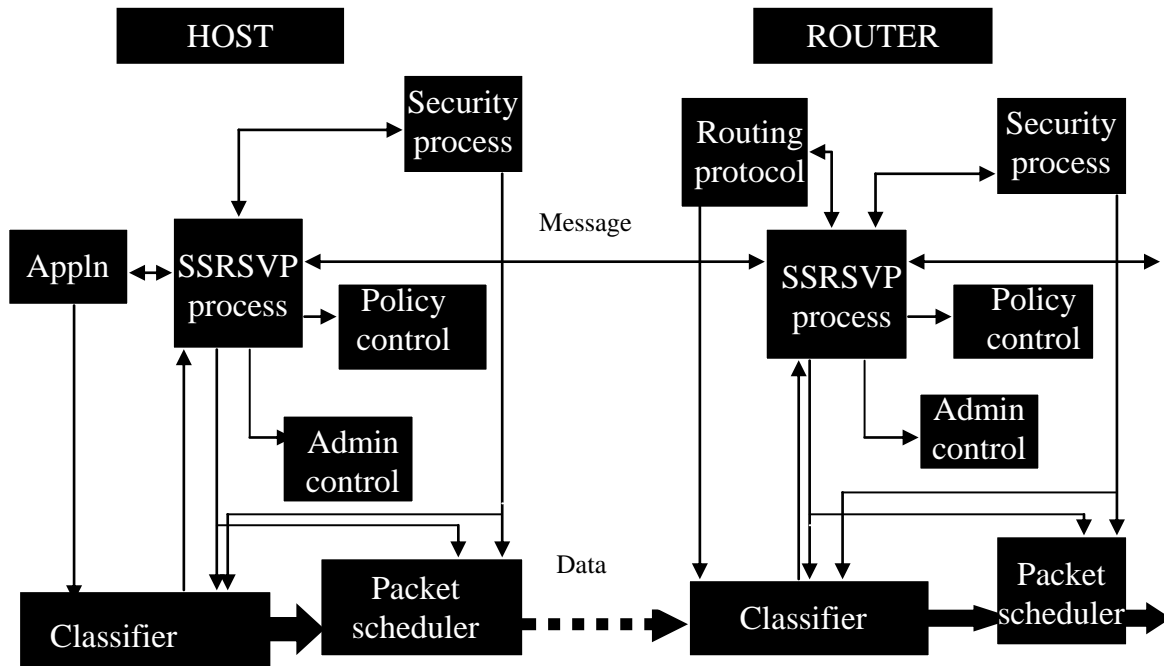 HOST
ROUTER
Security
process
Routing
protocol
Security
process
Message
Appln
SSRSVP
process
SSRSVP
process
Policy
control
Policy
control
Admin
control
Admin
control
Data
Classifier
Packet
scheduler
Classifier
Packet
scheduler